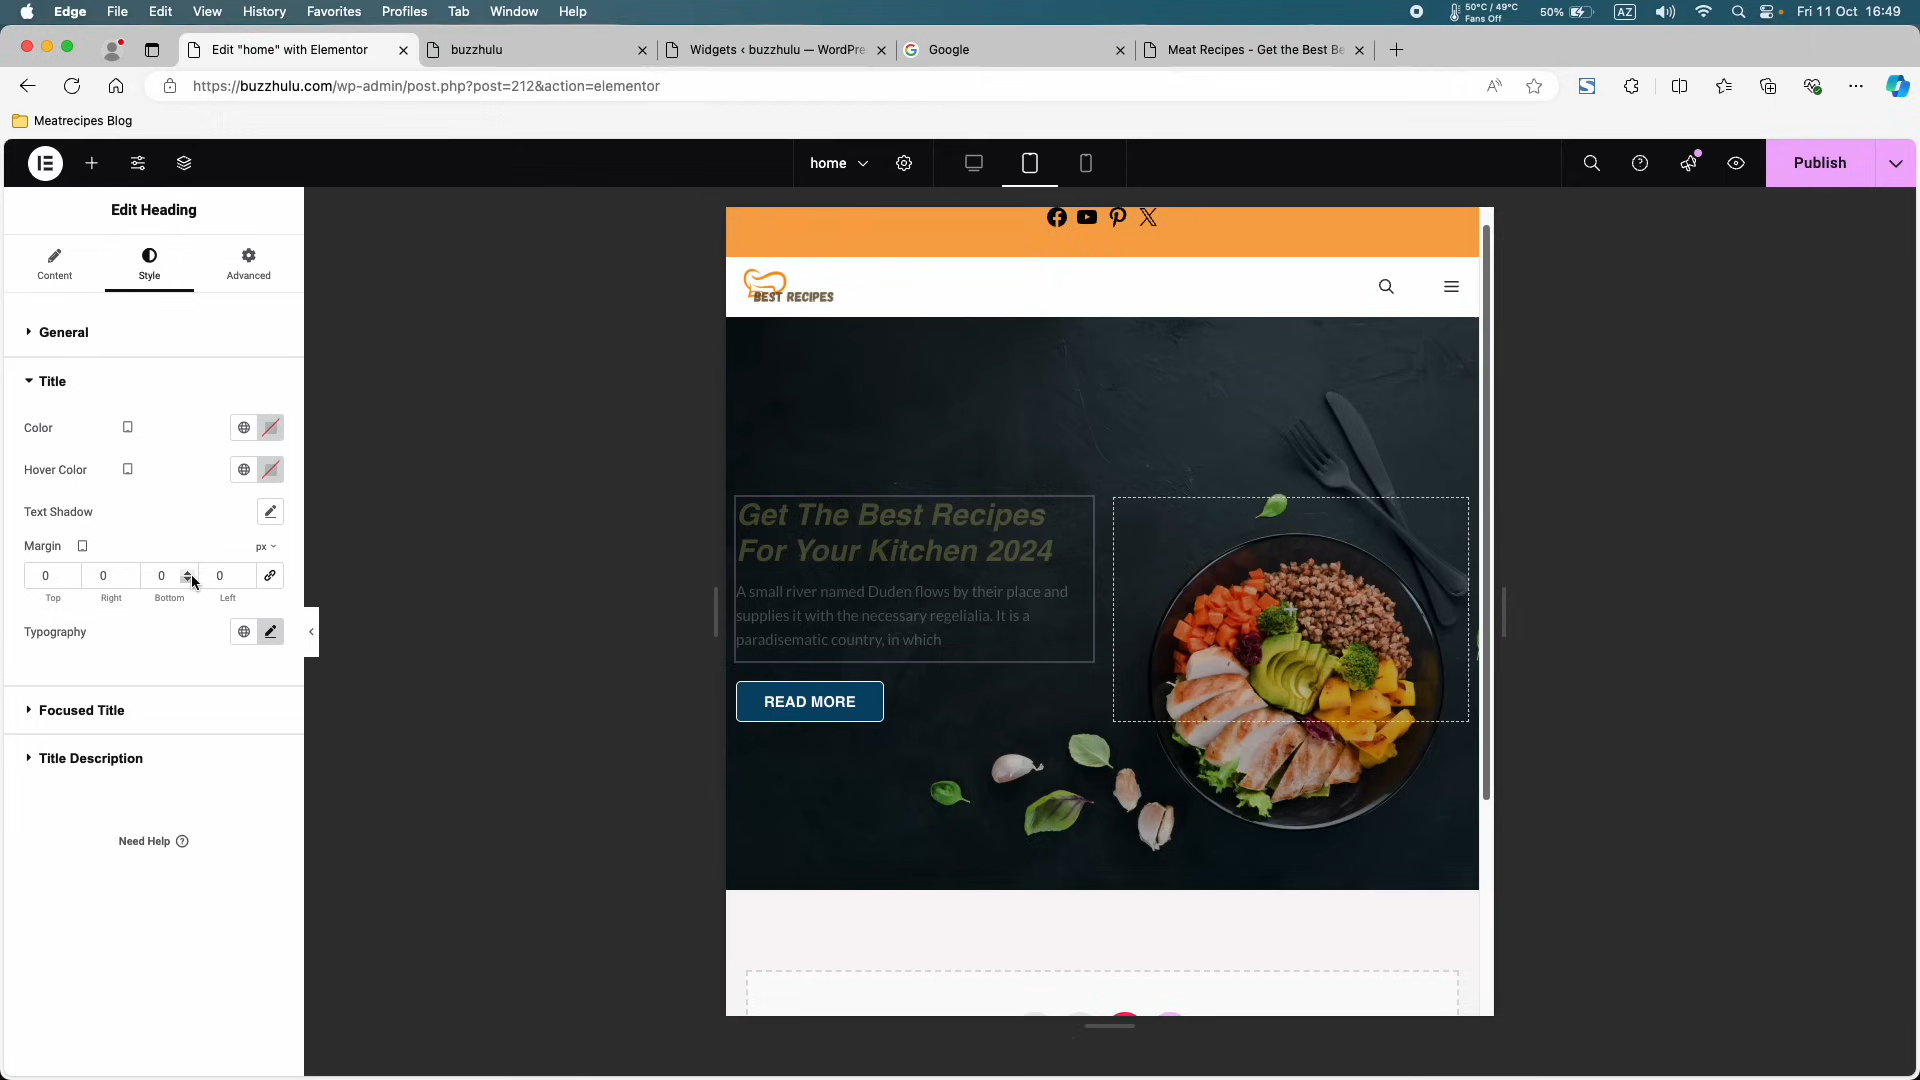 Edge File Edit View History Favorites Profiles Tab Window Help
50°C / 49°C
Fans Off
50%
AZ
Fri 11 Oct 16:49
Edit "home" with Elementor
buzzhulu
Widgets ‹ buzzhulu — WordPre
Google
Meat Recipes - Get the Best Be
https://buzzhulu.com/wp-admin/post.php?post=212&action=elementor
Meatrecipes Blog
home
Publish
Edit Heading
Content
Style
Advanced
General
Title
Color
Hover Color
Text Shadow
Margin
px
0 0 0 0
Top Right Bottom Left
Typography
Focused Title
Title Description
Need Help
BEST RECIPES
Get The Best Recipes
For Your Kitchen 2024
A small river named Duden flows by their place and
supplies it with the necessary regelialia. It is a
paradisematic country, in which
READ MORE